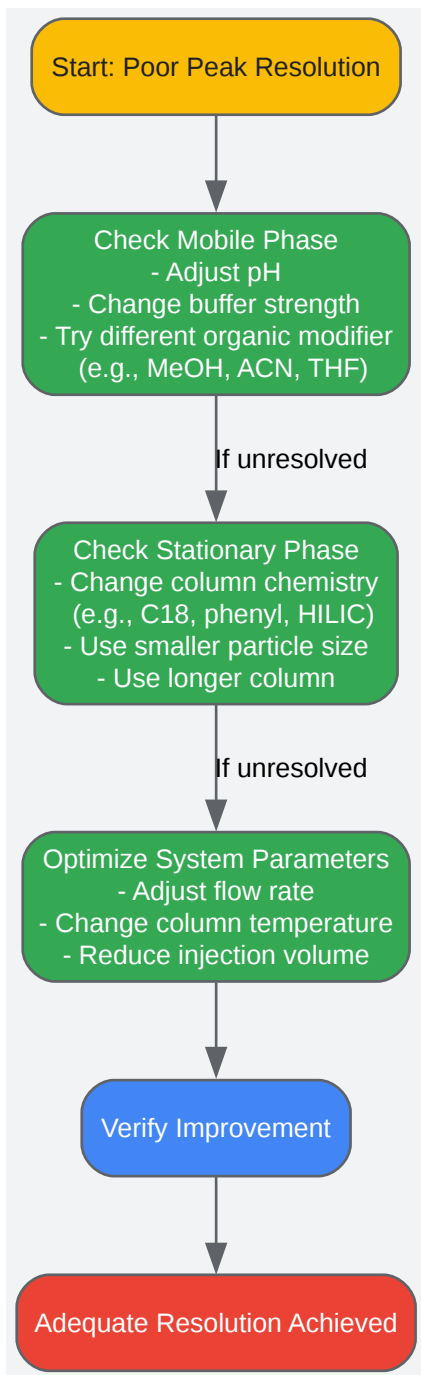 Start: Poor Peak Resolution
Check Mobile Phase
- Adjust pH
- Change buffer strength
- Try different organic modifier
(e.g., MeOH, ACN, THF)
If unresolved
Check Stationary Phase
- Change column chemistry
(e.g., C18, phenyl, HILIC)
- Use smaller particle size
- Use longer column
If unresolved
Optimize System Parameters
- Adjust flow rate
- Change column temperature
- Reduce injection volume
Verify Improvement
Adequate Resolution Achieved